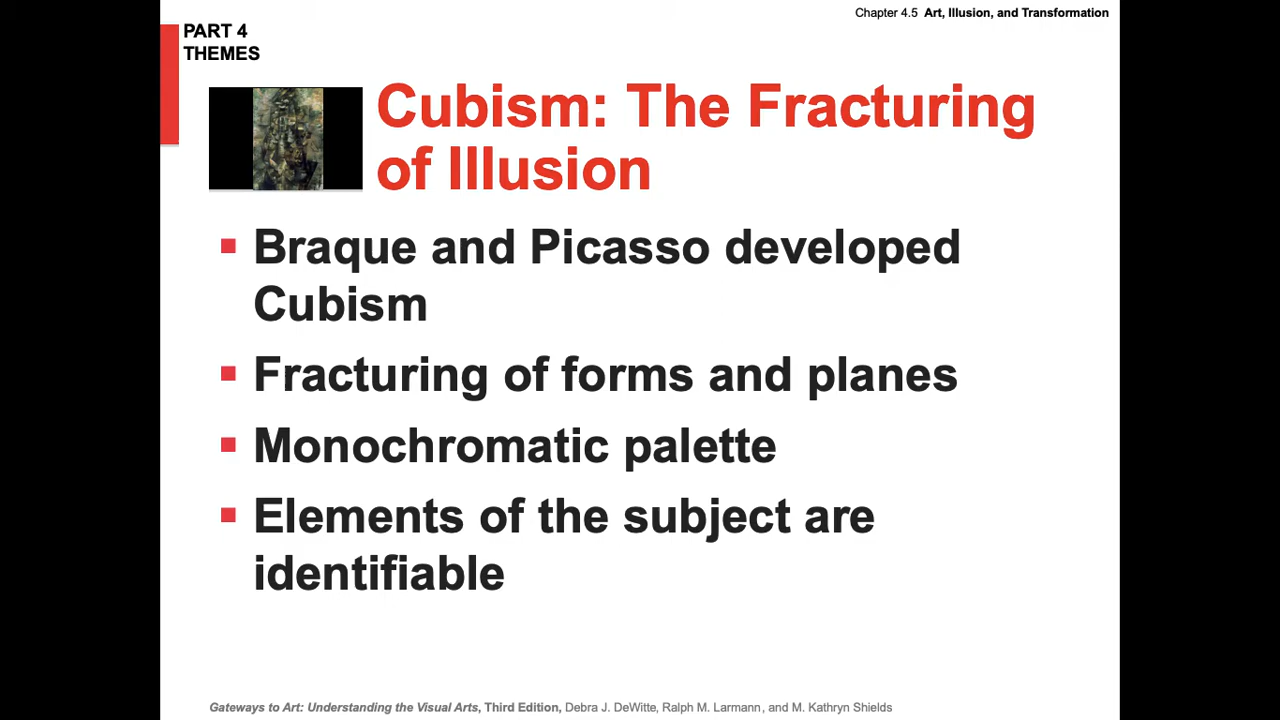 Chapter 4.5 Art, Illusion, and Transformation
PART 4
THEMES
Cubism: The Fracturing
of Illusion
Braque and Picasso developed
Cubism
Fracturing of forms and planes
Monochromatic palette
Elements of the subject are
identifiable
Gateways to Art: Understanding the Visual Arts, Third Edition, Debra J. DeWitte, Ralph M. Larmann, and M. Kathryn Shields